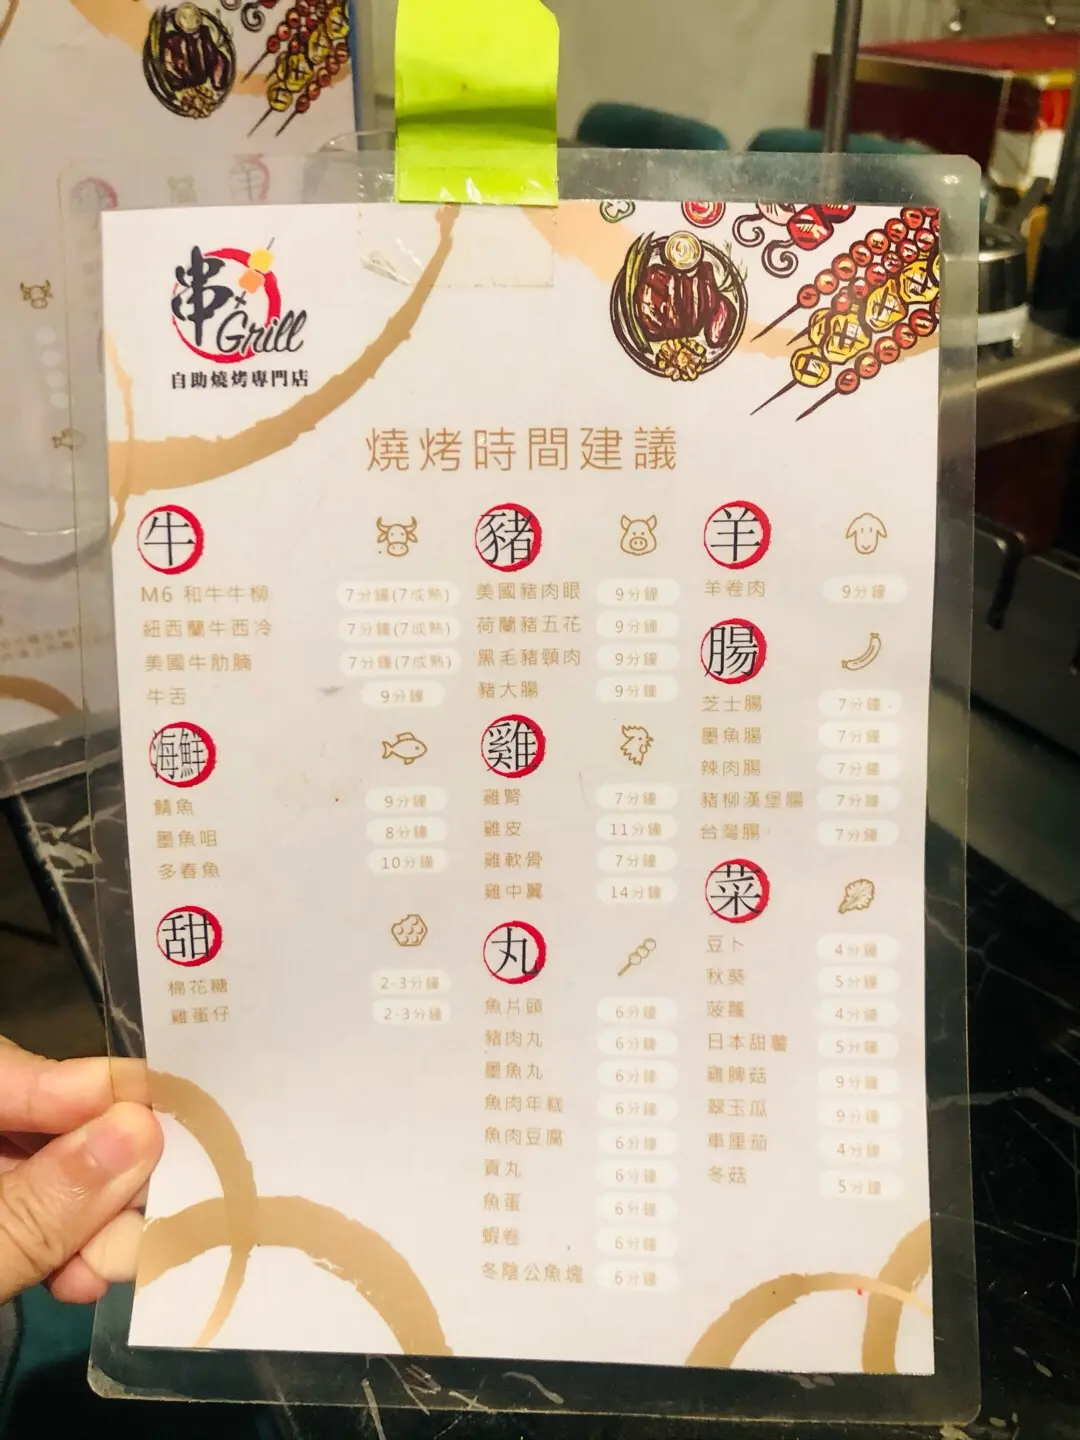 串
×
Grill
自助燒烤專門店
燒烤時間建議
牛
M6 和牛牛柳 7分鐘(7成熟)
紐西蘭牛西冷 7分鐘(7成熟)
美國牛肋腩 7分鐘(7成熟)
牛舌 9分鐘
海鮮
鯖魚 9分鐘
墨魚咀 8分鐘
多春魚 10分鐘
甜
棉花糖 2-3分鐘
雞蛋仔 2-3分鐘
豬
美國豬肉眼 9分鐘
荷蘭豬五花 9分鐘
黑毛豬頸肉 9分鐘
豬大腸 9分鐘
雞
雞腎 7分鐘
雞皮 11分鐘
雞軟骨 7分鐘
雞中翼 14分鐘
丸
魚片頭 6分鐘
豬肉丸 6分鐘
墨魚丸 6分鐘
魚肉年糕 6分鐘
魚肉豆腐 6分鐘
貢丸 6分鐘
魚蛋 6分鐘
蝦卷 6分鐘
冬陰公魚塊 6分鐘
羊
羊卷肉 9分鐘
腸
芝士腸 7分鐘
墨魚腸 7分鐘
辣肉腸 7分鐘
豬柳漢堡腸 7分鐘
台灣腸 7分鐘
菜
豆卜 4分鐘
秋葵 5分鐘
菠蘿 4分鐘
日本甜薯 5分鐘
雞髀菇 9分鐘
翠玉瓜 9分鐘
車厘茄 4分鐘
冬菇 5分鐘